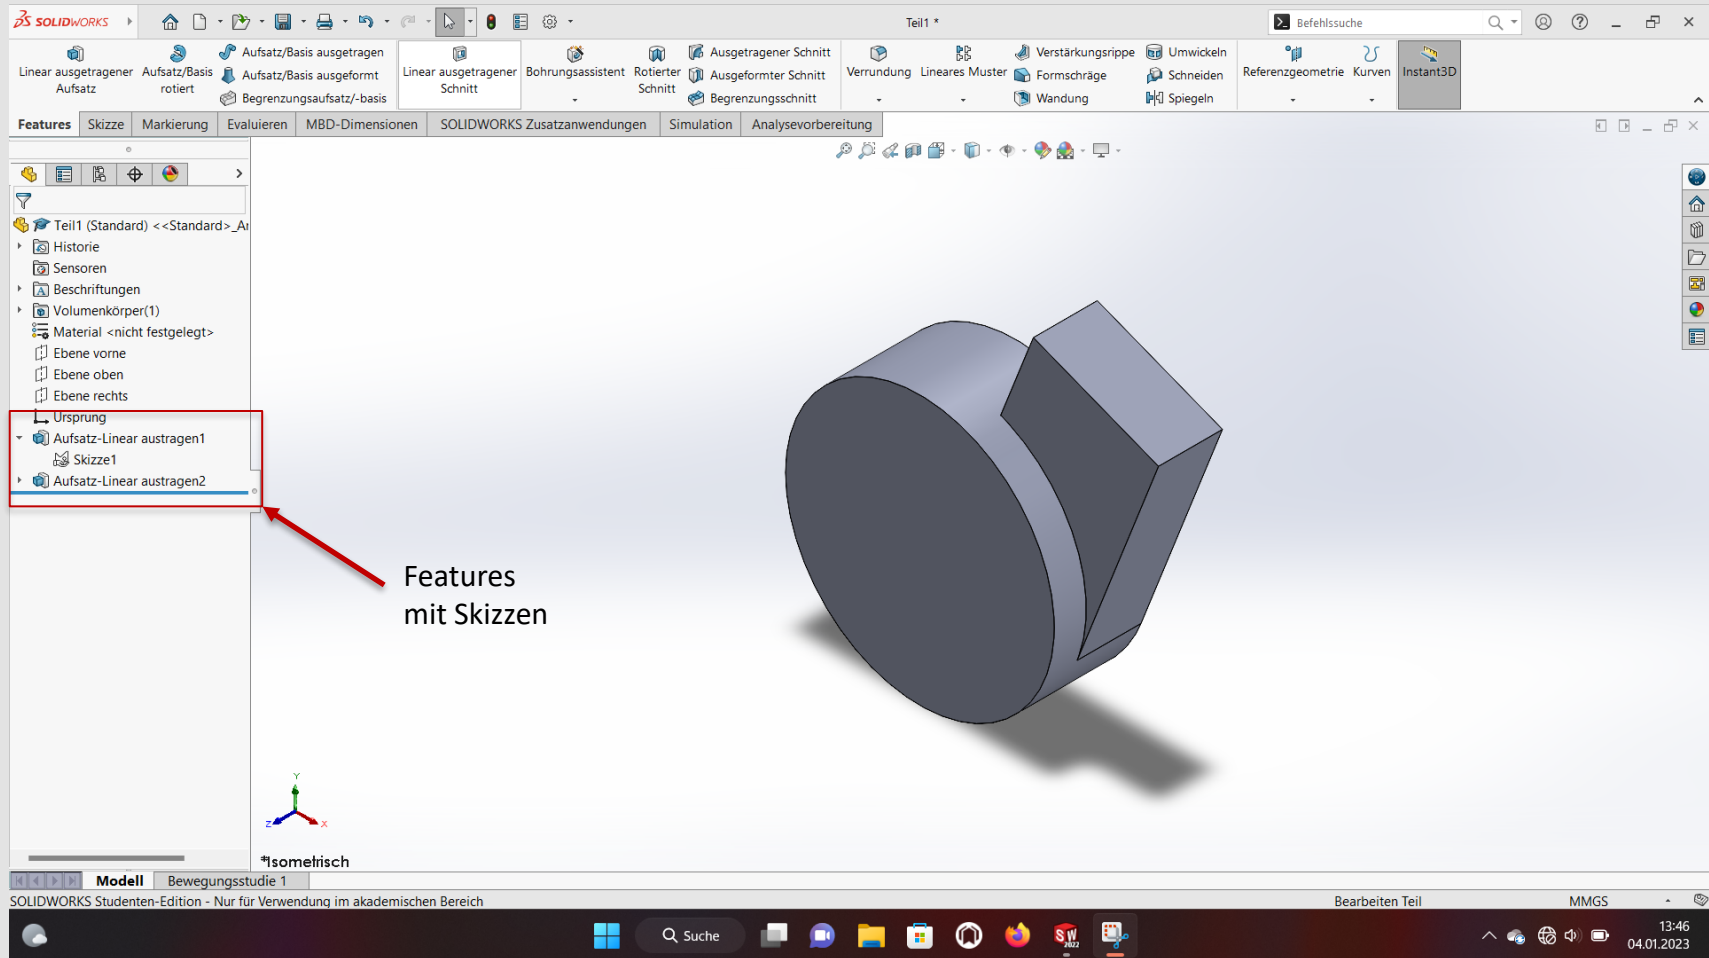 SOLIDWORKS
Teil1 *
Befehlssuche
Linear ausgetragener
Aufsatz
Aufsatz/Basis
rotiert
Aufsatz/Basis ausgetragen
Aufsatz/Basis ausgeformt
Begrenzungsaufsatz/-basis
Linear ausgetragener
Schnitt
Bohrungsassistent
Rotierter
Schnitt
Ausgetragener Schnitt
Ausgeformter Schnitt
Begrenzungsschnitt
Verrundung
Lineares Muster
Verstärkungsrippe
Formschräge
Wandung
Umwickeln
Schneiden
Spiegeln
Referenzgeometrie
Kurven
Instant3D
Features
Skizze
Markierung
Evaluieren
MBD-Dimensionen
SOLIDWORKS Zusatzanwendungen
Simulation
Analysevorbereitung
Teil1 (Standard) <<Standard>_A
Historie
Sensoren
Beschriftungen
Volumenkörper(1)
Material <nicht festgelegt>
Ebene vorne
Ebene oben
Ebene rechts
Ursprung
Aufsatz-Linear austragen1
Skizze1
Aufsatz-Linear austragen2
Features
mit Skizzen
Y
Z
X
*Isometrisch
Modell
Bewegungsstudie 1
SOLIDWORKS Studenten-Edition - Nur für Verwendung im akademischen Bereich
Bearbeiten Teil
MMGS
Suche
SW
2022
13:46
04.01.2023